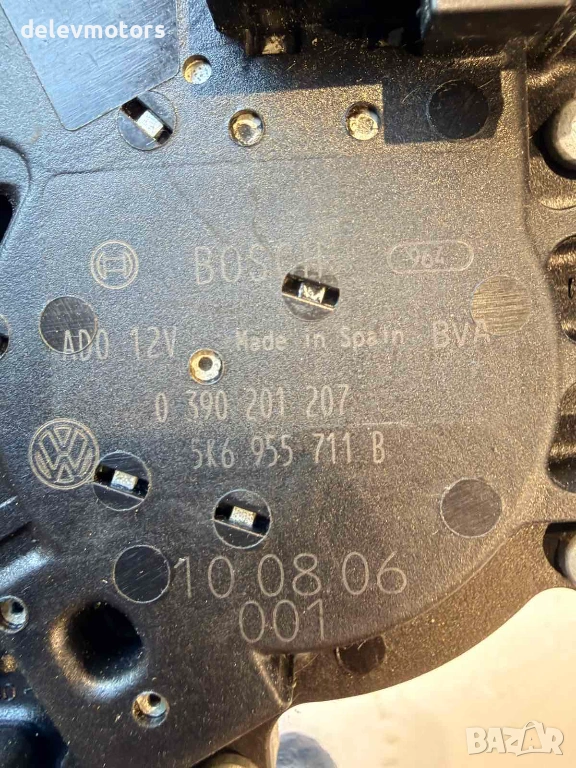 delevmotors
BOSCH 964
AD0 12V Made in Spain BVA
0 390 201 207
5K6 955 711 B
10.08.06
001
BAZAR